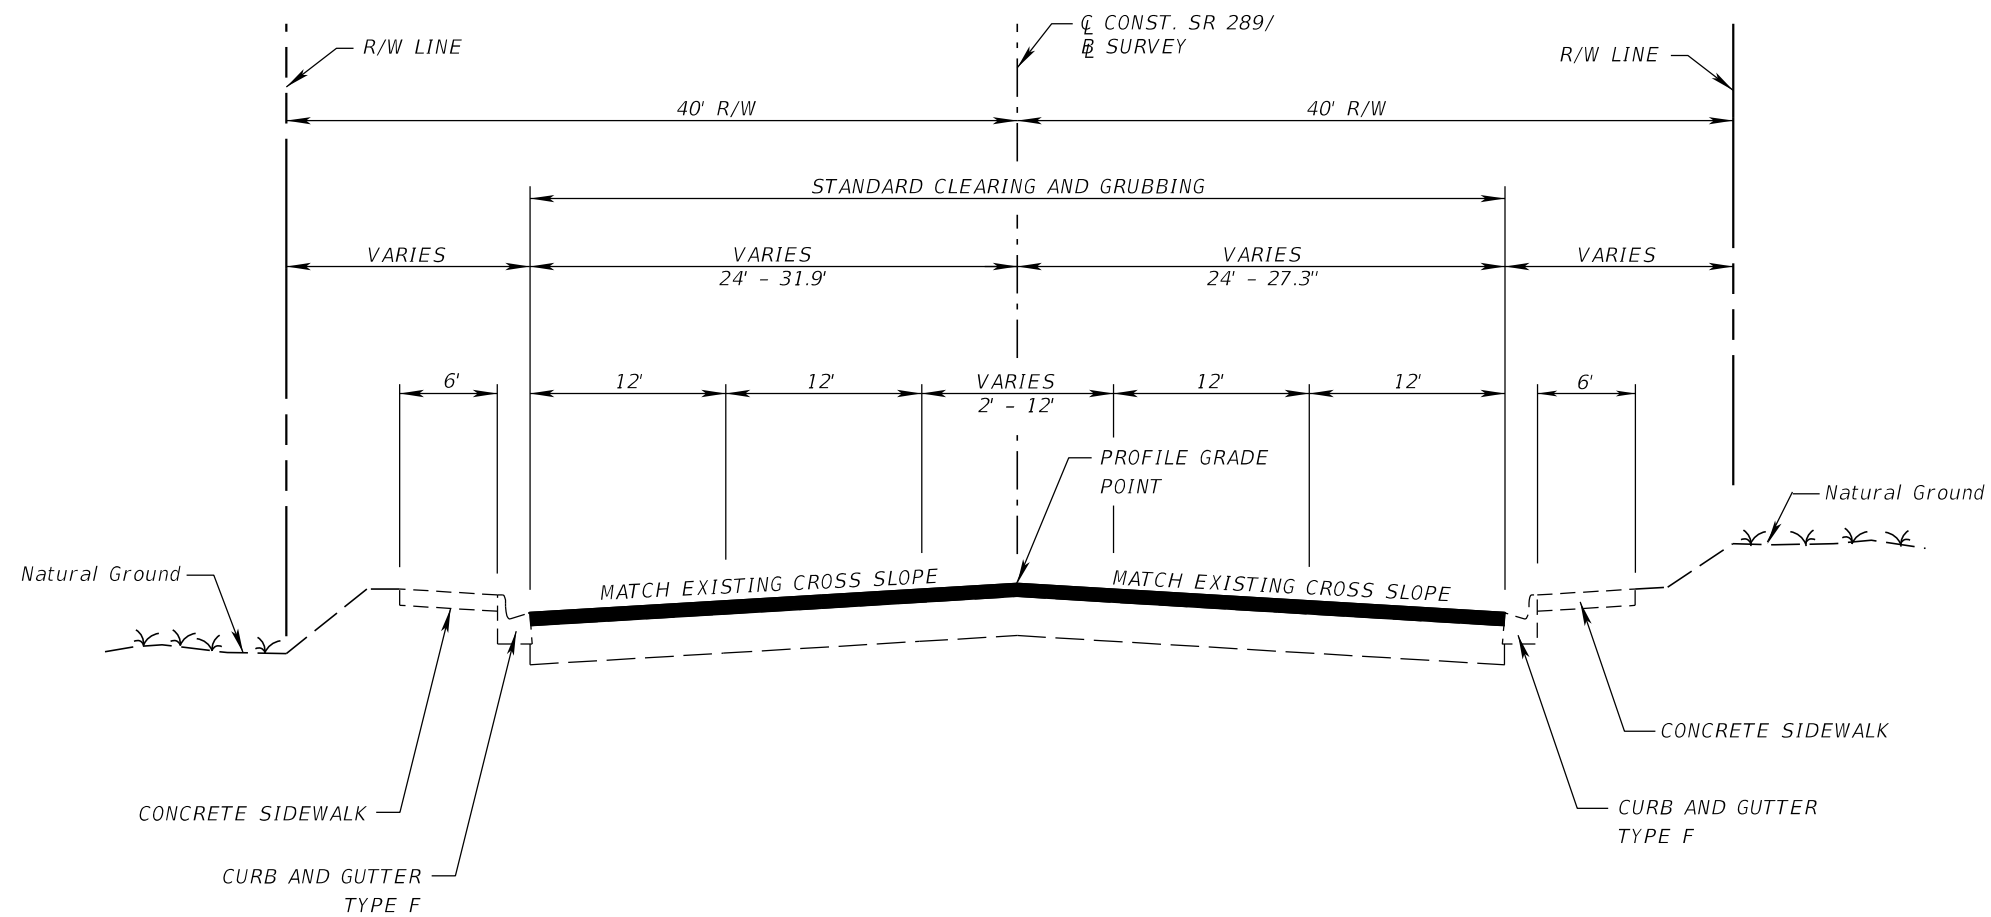 ℄ CONST. SR 289/
R/W LINE
B̲L SURVEY
R/W LINE
40' R/W
40' R/W
STANDARD CLEARING AND GRUBBING
VARIES
VARIES
VARIES
VARIES
24' - 31.9'
24' - 27.3"
6'
12'
12'
VARIES
12'
12'
6'
2' - 12'
PROFILE GRADE
POINT
Natural Ground
Natural Ground
MATCH EXISTING CROSS SLOPE
MATCH EXISTING CROSS SLOPE
CONCRETE SIDEWALK
CONCRETE SIDEWALK
CURB AND GUTTER
TYPE F
CURB AND GUTTER
TYPE F